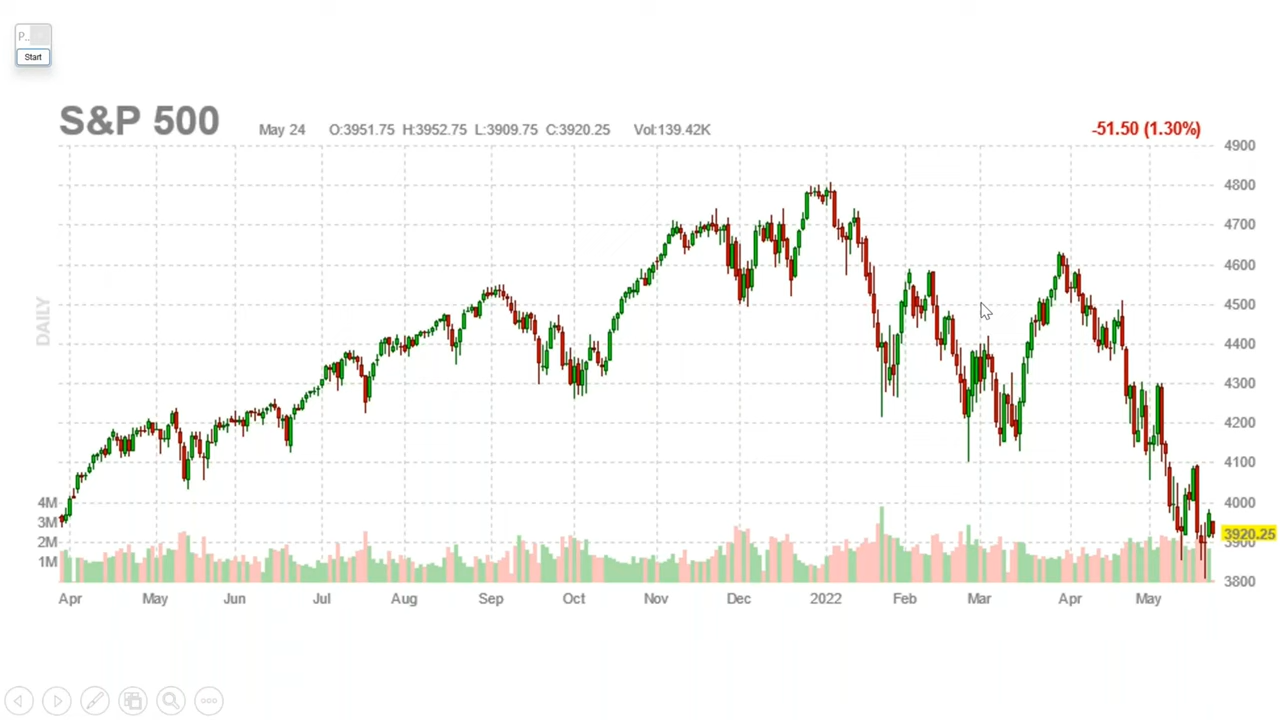 P...
Start
S&P 500 May 24 O:3951.75 H:3952.75 L:3909.75 C:3920.25 Vol:139.42K -51.50 (1.30%)
4900
4800
4700
4600
4500
4400
4300
4200
4100
4000
3920.25
3900
3800
DAILY
4M
3M
2M
1M
Apr May Jun Jul Aug Sep Oct Nov Dec 2022 Feb Mar Apr May